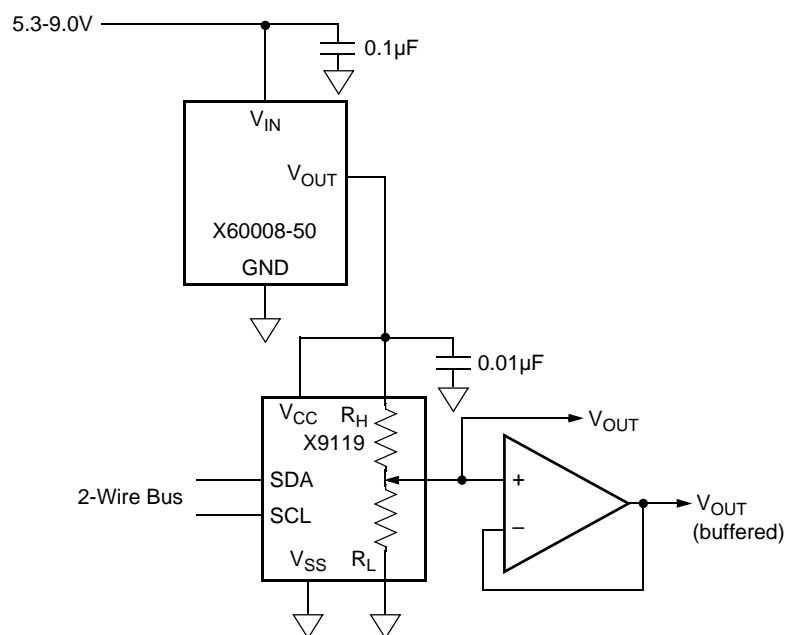 5.3-9.0V
0.1µF
VIN
VOUT
X60008-50
GND
0.01µF
VCC
RH
X9119
VOUT
2-Wire Bus
SDA
SCL
+
–
VOUT
(buffered)
VSS
RL